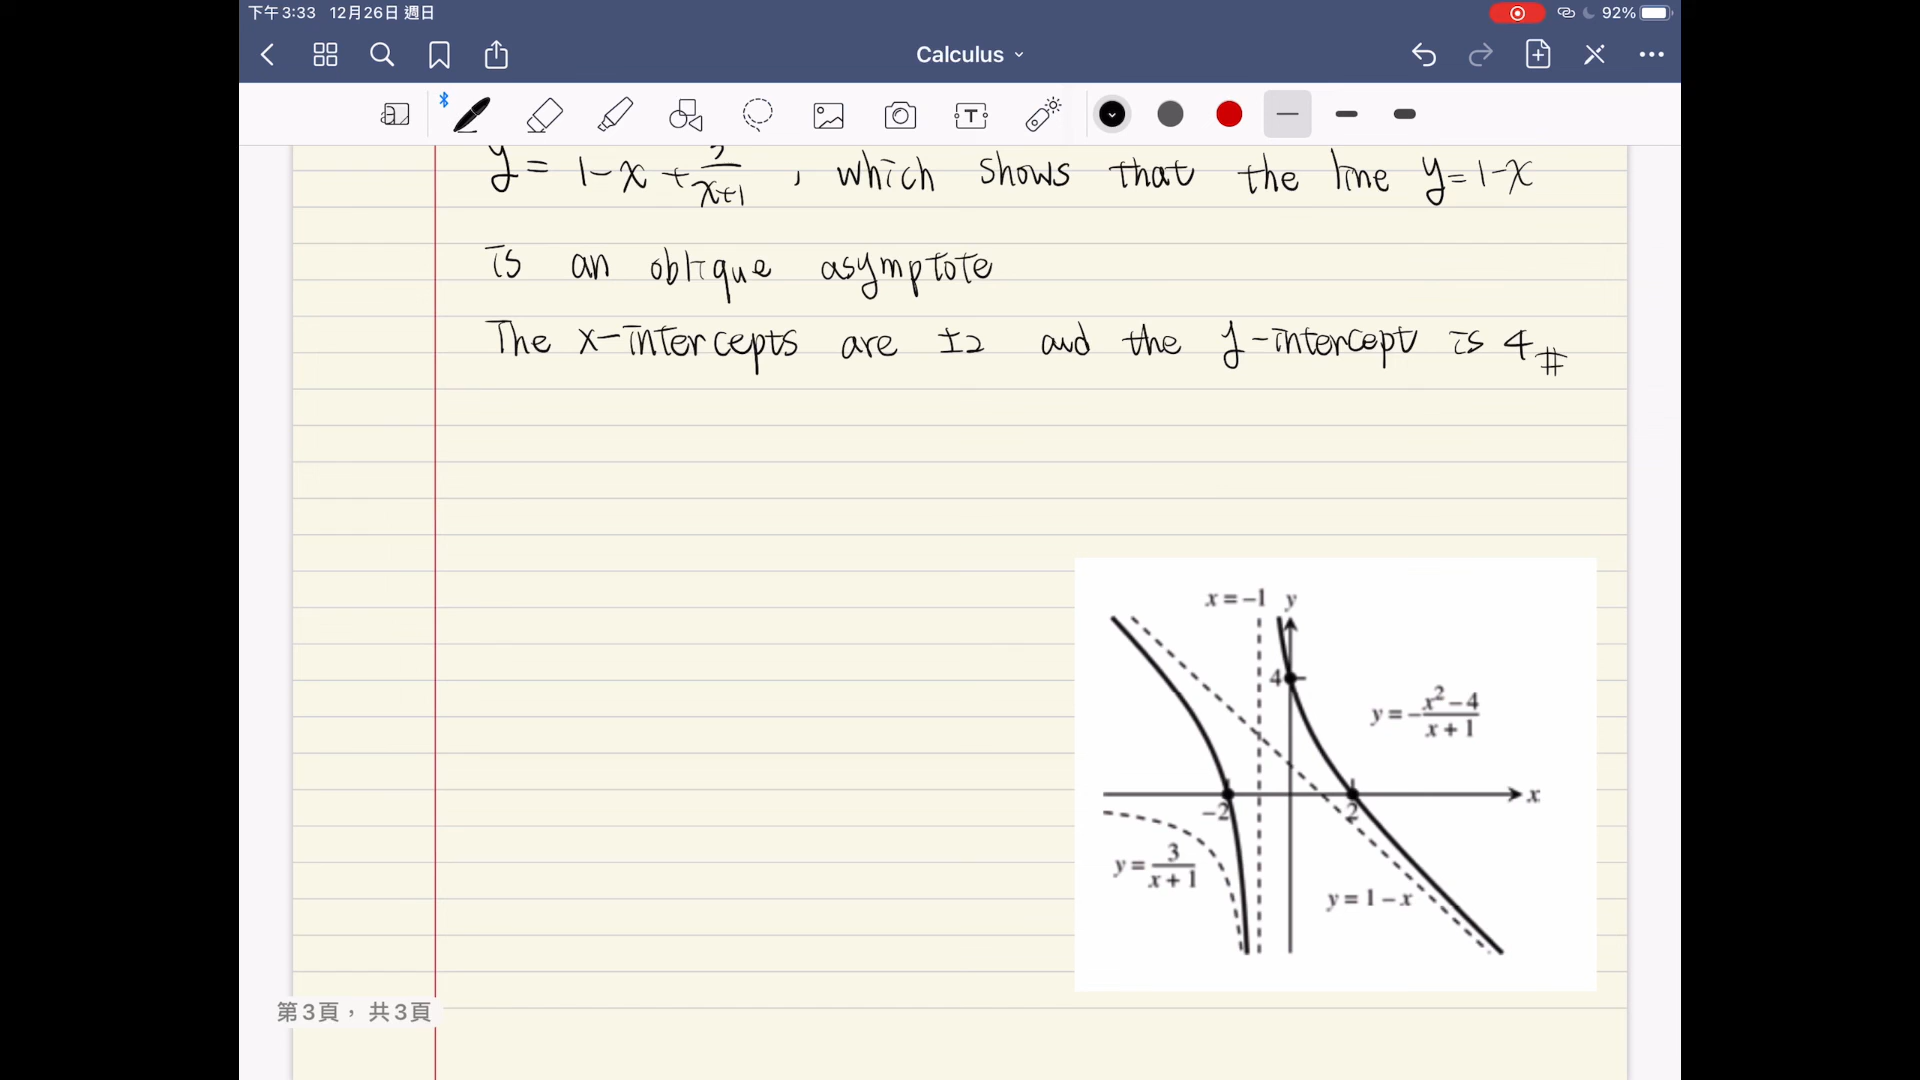 下午3:33 12月26日 週日
92%
Calculus
y = 1-x + 3/(x+1) , which shows that the line y=1-x
is an oblique asymptote
The x-intercepts are ±2 and the y-intercept is 4 #
x = -1 y
4
y = -(x² - 4)/(x + 1)
-2 2 x
y = 3/(x + 1)
y = 1 - x
第3頁， 共3頁